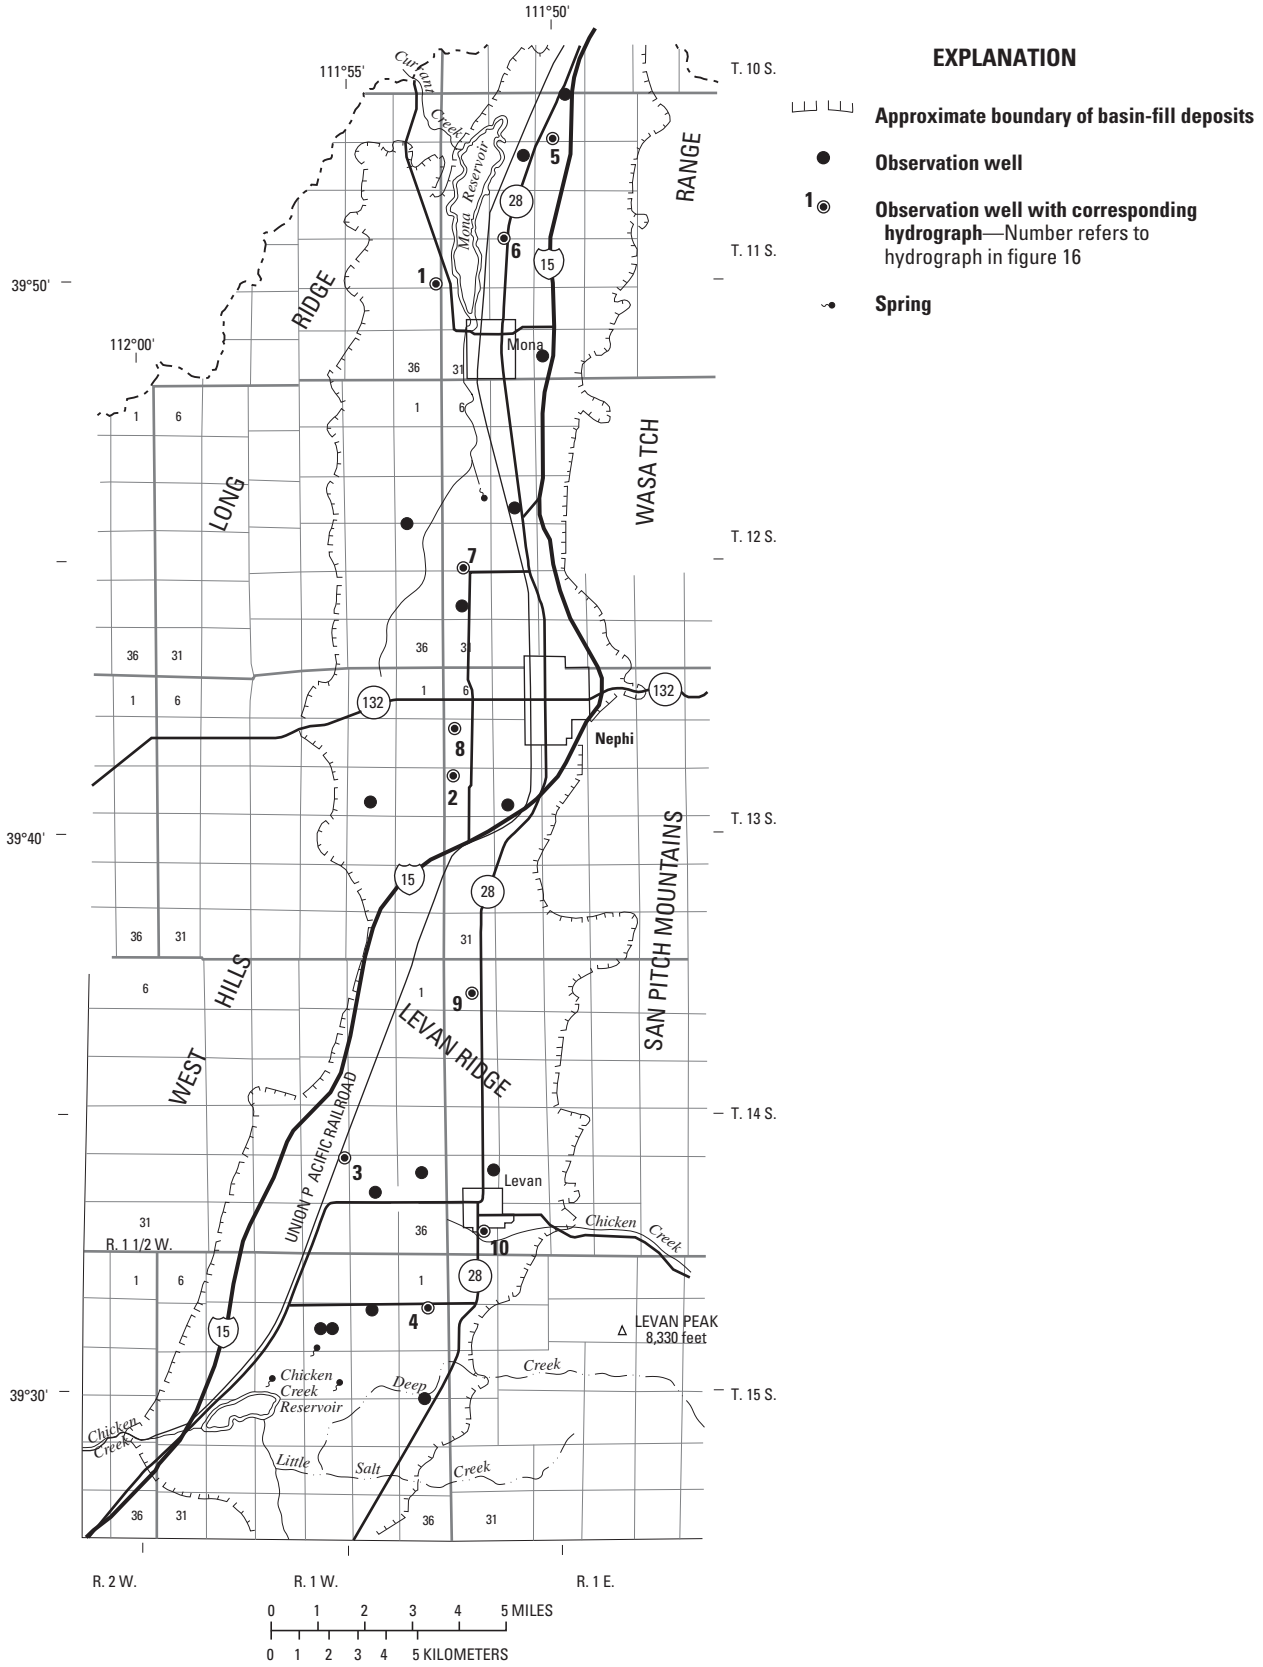 111°50'
EXPLANATION
Approximate boundary of basin-fill deposits
Observation well
1
Observation well with corresponding
hydrograph—Number refers to
hydrograph in figure 16
Spring
T. 10 S.
111°55'
Currant
Creek
Mona Reservoir
5
RANGE
28
6
T. 11 S.
15
1
39°50'
RIDGE
112°00'
Mona
36
31
1
6
1
6
LONG
WASA TCH
T. 12 S.
7
36
31
36
31
1
6
132
132
1
6
8
Nephi
2
39°40'
T. 13 S.
15
28
SAN PITCH MOUNTAINS
36
31
31
HILLS
6
1
9
LEVAN RIDGE
WEST
UNION P ACIFIC RAILROAD
T. 14 S.
3
Levan
31
36
Chicken
Creek
R. 1 1/2 W.
10
1
6
1
28
4
15
LEVAN PEAK
8,330 feet
Creek
Deep
Chicken
Creek
Reservoir
39°30'
T. 15 S.
Chicken
Creek
Little
Salt
Creek
36
31
36
31
R. 2 W.
R. 1 W.
R. 1 E.
0 1 2 3 4 5 MILES
0 1 2 3 4 5 KILOMETERS